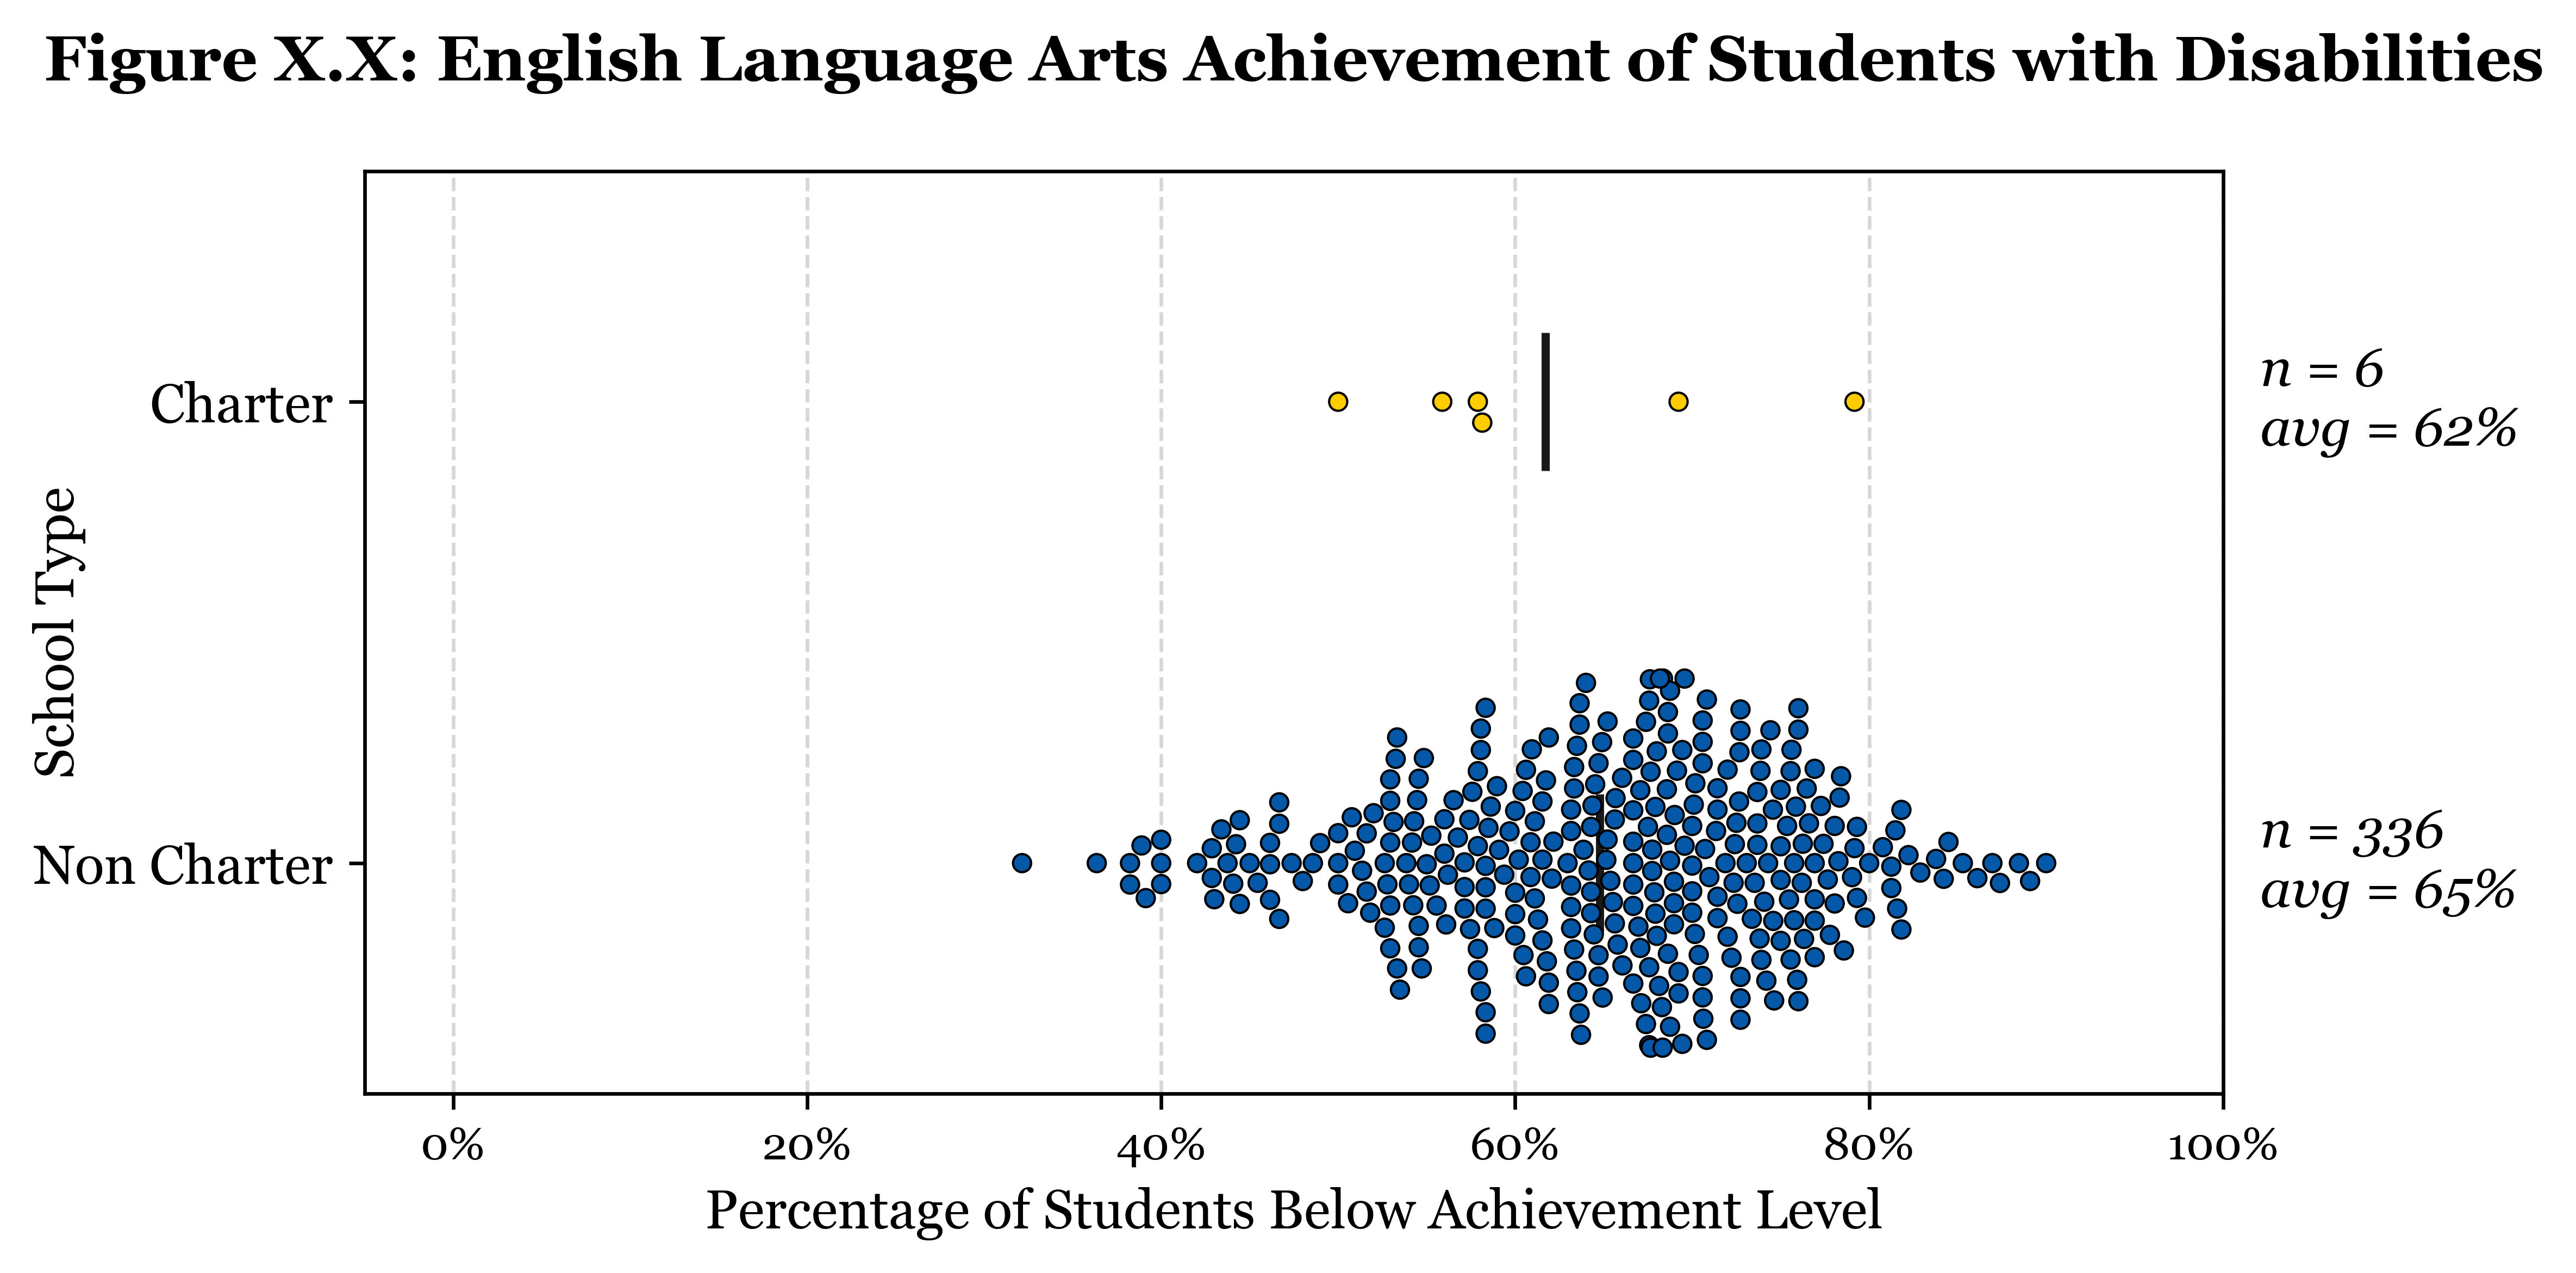 Figure X.X: English Language Arts Achievement of Students with Disabilities
School Type
Charter
n = 6
avg = 62%
Non Charter
n = 336
avg = 65%
0% 20% 40% 60% 80% 100%
Percentage of Students Below Achievement Level